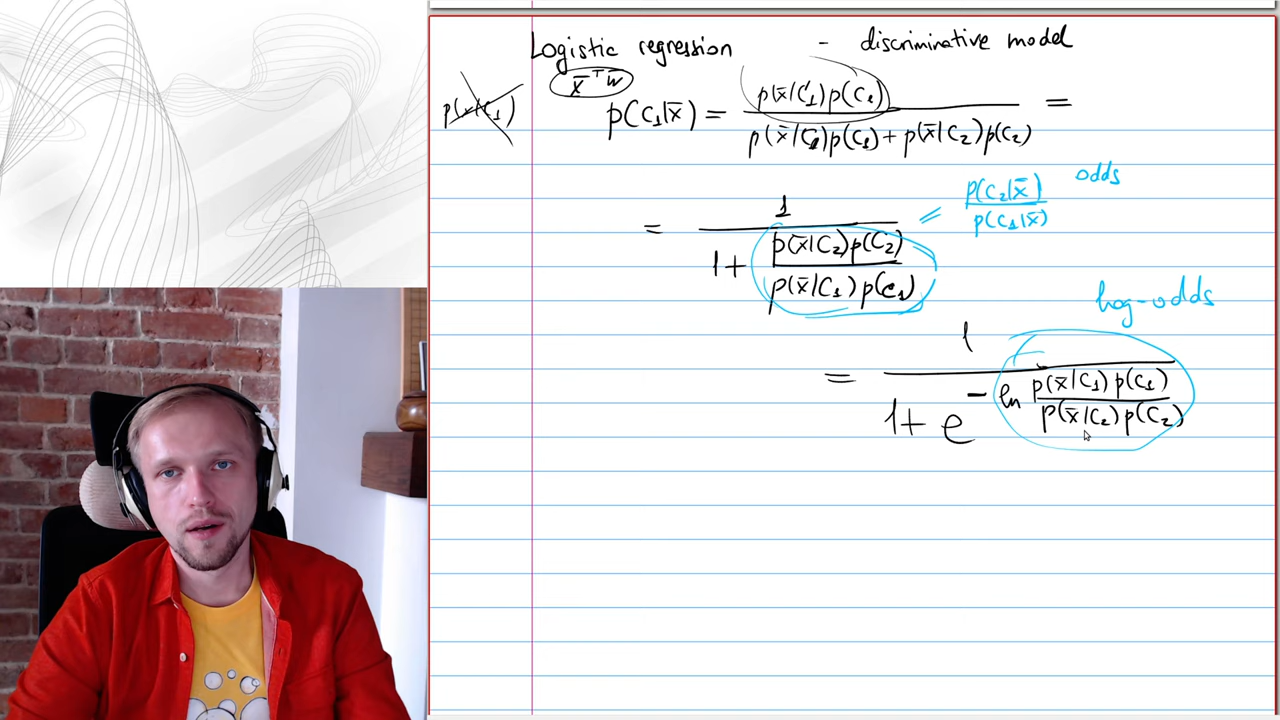 Logistic regression - discriminative model
x̄ᵀw̄
p(x̄|C₁)
p(C₁|x̄) = p(x̄|C₁)p(C₁) / p(x̄|C₁)p(C₁) + p(x̄|C₂)p(C₂) =
= 1 / 1 + p(x̄|C₂)p(C₂) / p(x̄|C₁)p(C₁)
= p(C₂|x̄) / p(C₁|x̄) odds
log-odds
= 1 / 1 + e^(- ln p(x̄|C₁)p(C₁) / p(x̄|C₂)p(C₂))